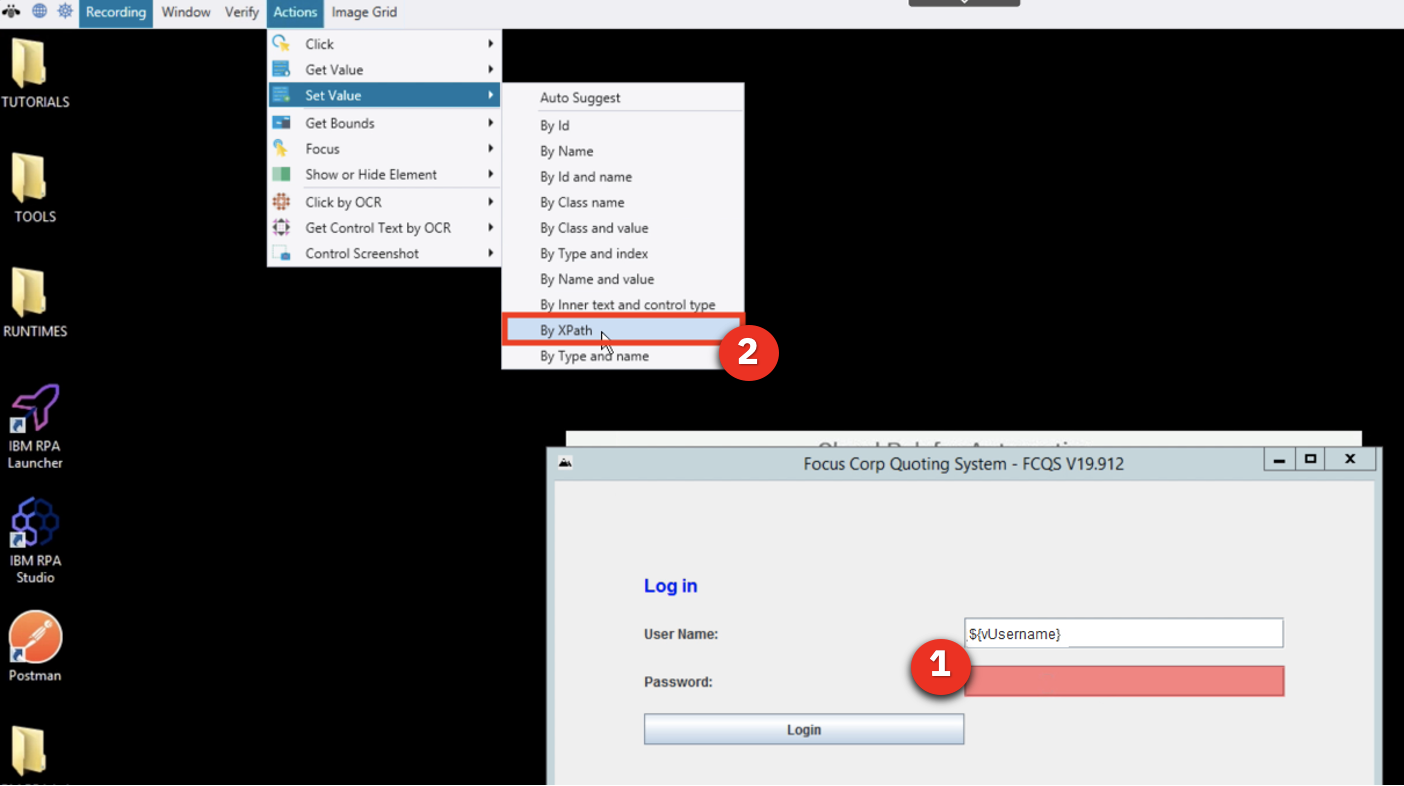 Recording Window Verify Actions Image Grid
Click
Get Value
Set Value
Get Bounds
Focus
Show or Hide Element
Click by OCR
Get Control Text by OCR
Control Screenshot
Auto Suggest
By Id
By Name
By Id and name
By Class name
By Class and value
By Type and index
By Name and value
By Inner text and control type
By XPath
By Type and name
2
TUTORIALS
TOOLS
RUNTIMES
IBM RPA
Launcher
IBM RPA
Studio
Postman
Focus Corp Quoting System - FCQS V19.912
Log in
User Name:
${vUsername}
1
Password:
Login